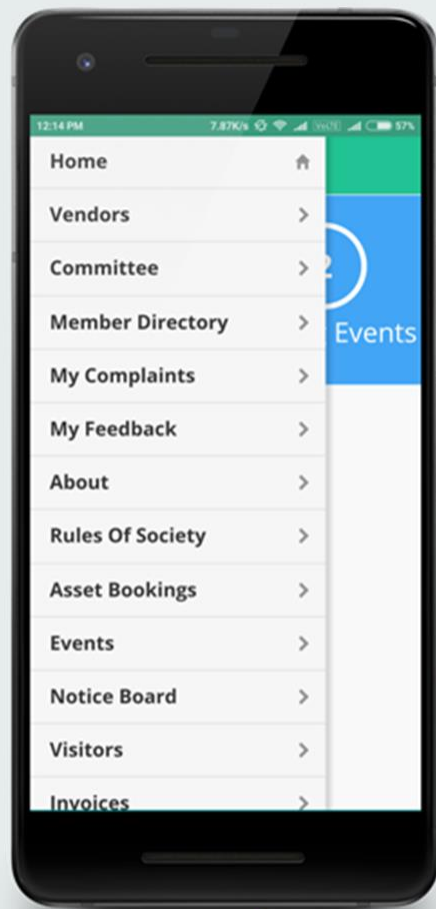 12:14 PM 7.87K/s VoLTE 57%
Home
Vendors
Committee
Member Directory
My Complaints
My Feedback
About
Rules Of Society
Asset Bookings
Events
Notice Board
Visitors
Invoices
2
Events